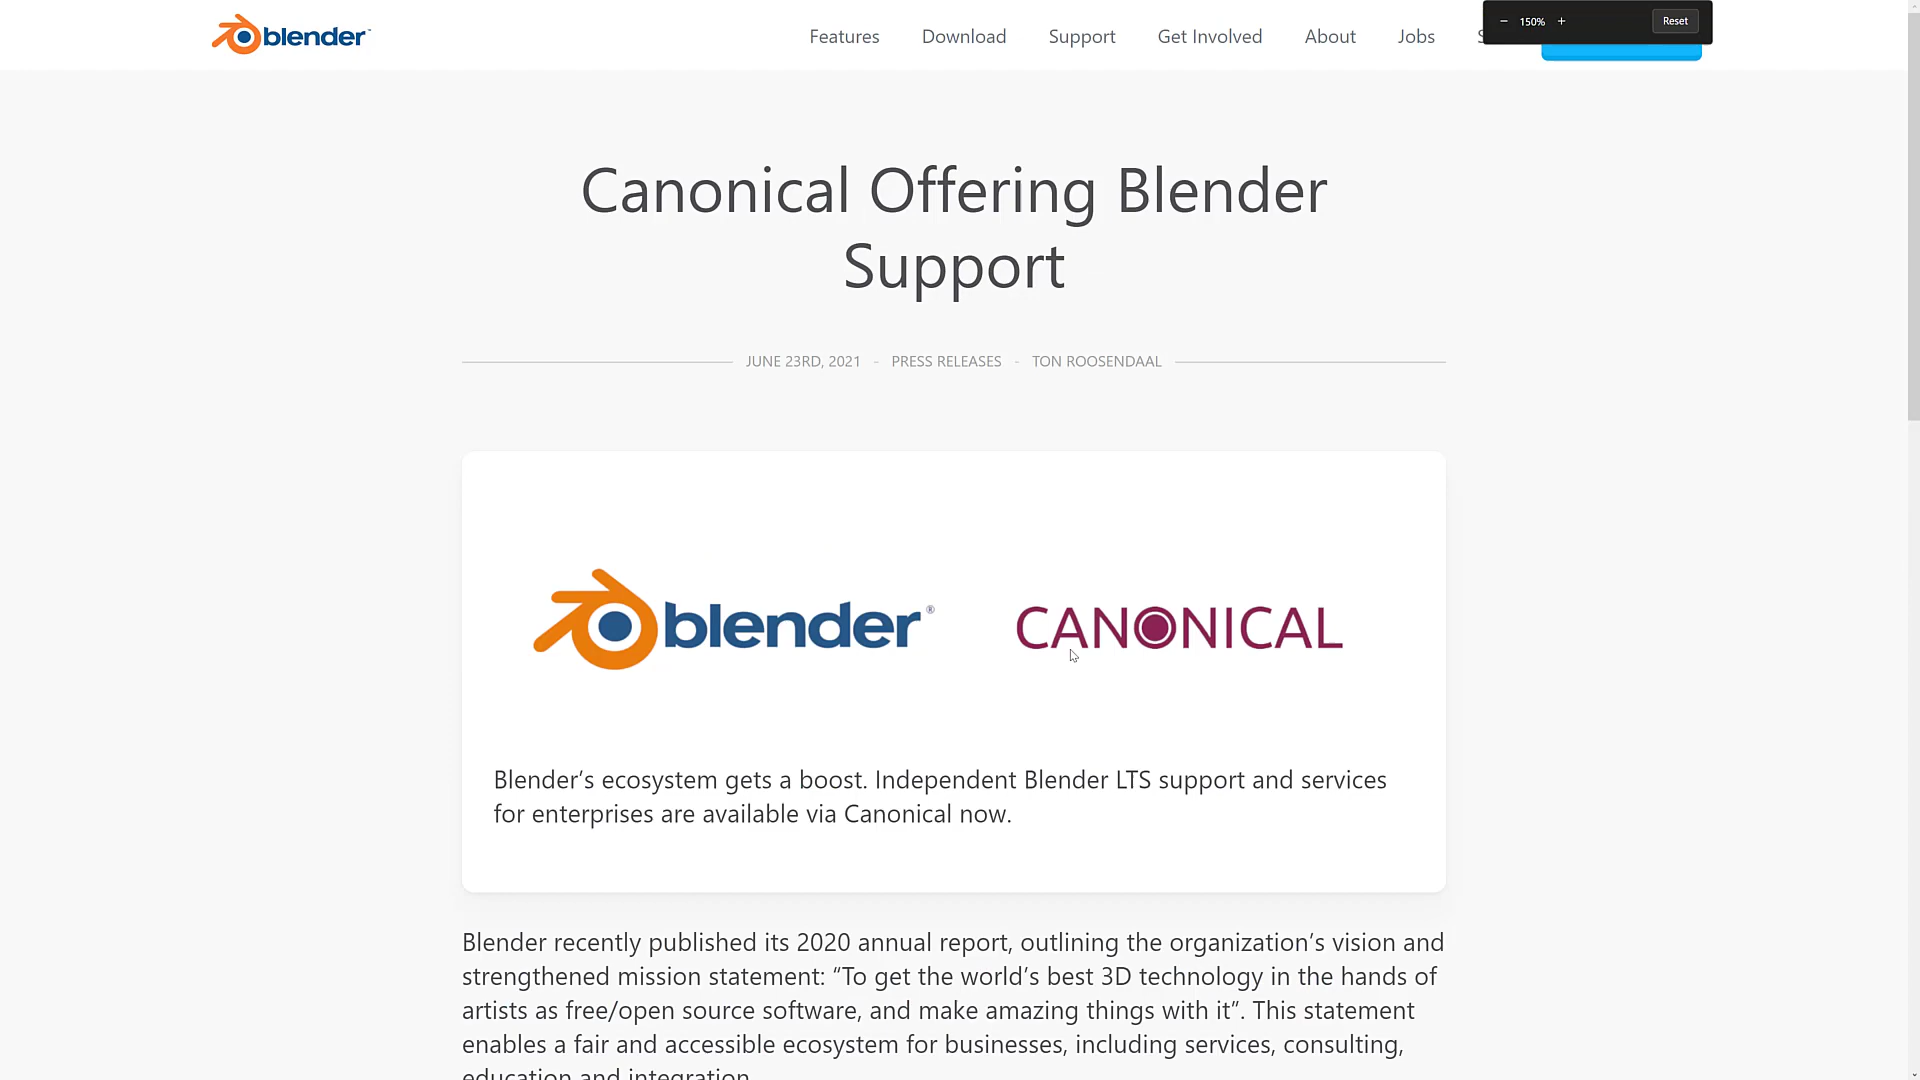 blender™
Features Download Support Get Involved About Jobs
150% Reset
Canonical Offering Blender
Support
JUNE 23RD, 2021 - PRESS RELEASES - TON ROOSENDAAL
blender® CANONICAL
Blender’s ecosystem gets a boost. Independent Blender LTS support and services
for enterprises are available via Canonical now.
Blender recently published its 2020 annual report, outlining the organization’s vision and
strengthened mission statement: “To get the world’s best 3D technology in the hands of
artists as free/open source software, and make amazing things with it”. This statement
enables a fair and accessible ecosystem for businesses, including services, consulting,
education and integration.